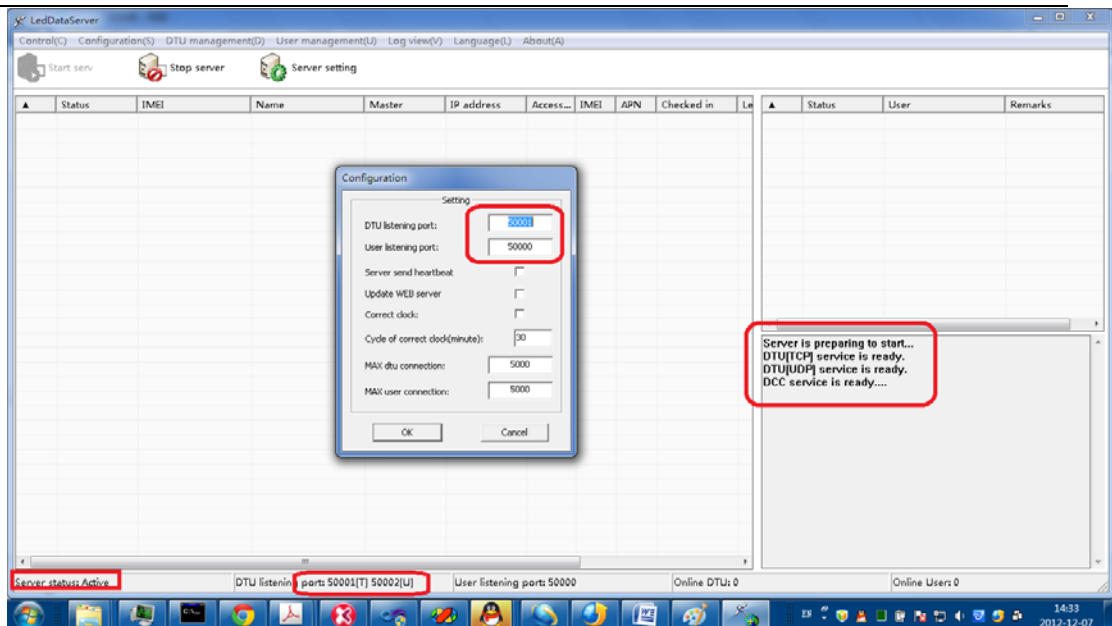 LedDataServer
Control(C) Configuration(S) DTU management(D) User management(U) Log view(V) Language(L) About(A)
Start serv Stop server Server setting
Status IMEI Name Master IP address Access... IMEI APN Checked in Le
Status User Remarks
Configuration
Setting
DTU listening port: 50001
User listening port: 50000
Server send heartbeat
Update WEB server
Correct clock:
Cycle of correct clock(minute): 30
MAX dtu connection: 5000
MAX user connection: 5000
OK Cancel
Server is preparing to start...
DTU[TCP] service is ready.
DTU[UDP] service is ready.
DCC service is ready....
Server status: Active DTU listening port: 50001[T] 50002[U] User listening port: 50000 Online DTU: 0 Online User: 0
14:33
2012-12-07